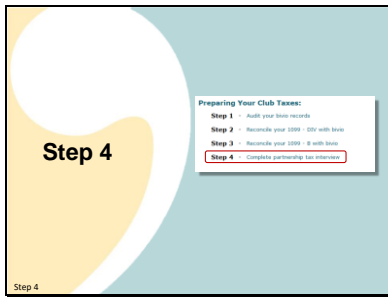 Preparing Your Club Taxes:
Step 1 • Audit your bivio records
Step 2 • Reconcile your 1099 - DIV with bivio
Step 3 • Reconcile your 1099 - B with bivio
Step 4 • Complete partnership tax interview
Step 4
Step 4